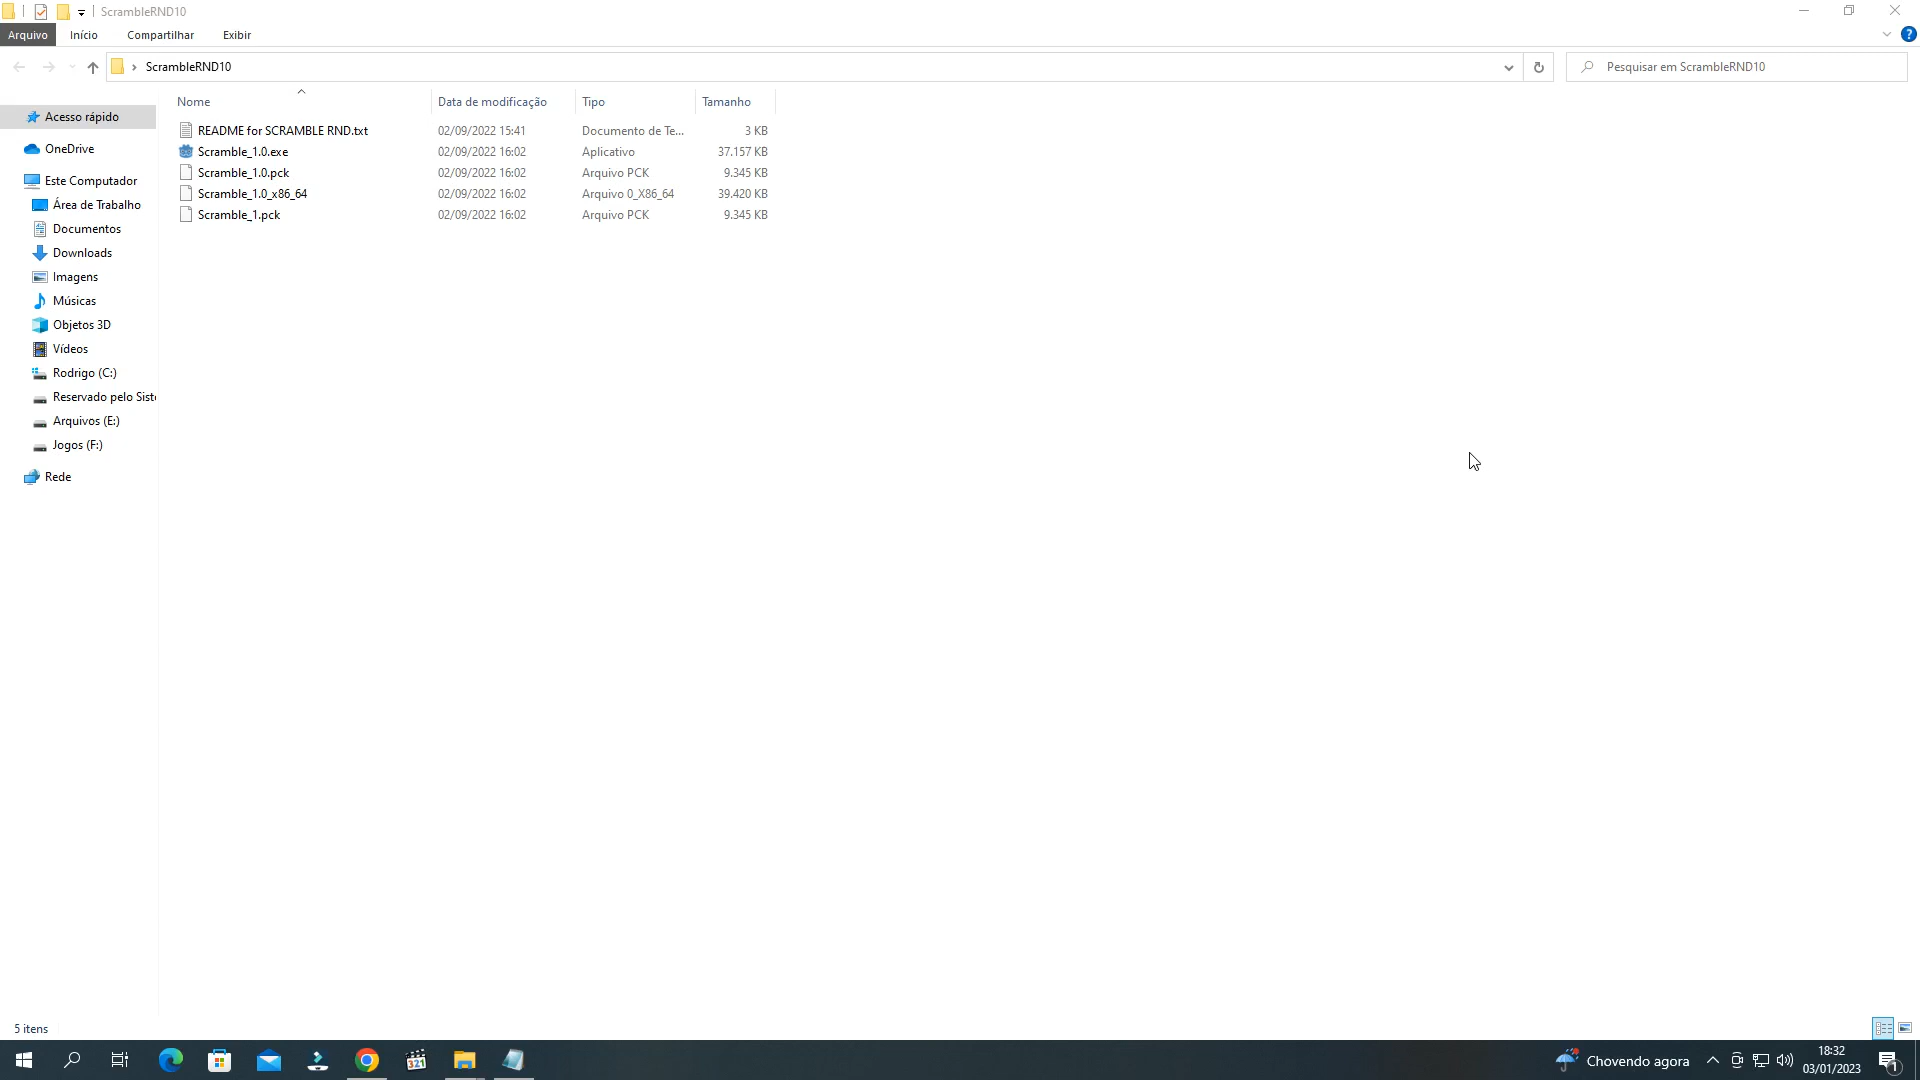 ScrambleRND10
Arquivo Início Compartilhar Exibir
ScrambleRND10 Pesquisar em ScrambleRND10
Nome Data de modificação Tipo Tamanho
README for SCRAMBLE RND.txt 02/09/2022 15:41 Documento de Te... 3 KB
Scramble_1.0.exe 02/09/2022 16:02 Aplicativo 37.157 KB
Scramble_1.0.pck 02/09/2022 16:02 Arquivo PCK 9.345 KB
Scramble_1.0_x86_64 02/09/2022 16:02 Arquivo 0_X86_64 39.420 KB
Scramble_1.pck 02/09/2022 16:02 Arquivo PCK 9.345 KB
Acesso rápido
OneDrive
Este Computador
Área de Trabalho
Documentos
Downloads
Imagens
Músicas
Objetos 3D
Vídeos
Rodrigo (C:)
Reservado pelo Siste
Arquivos (E:)
Jogos (F:)
Rede
5 itens
321
Chovendo agora
18:32
03/01/2023
1